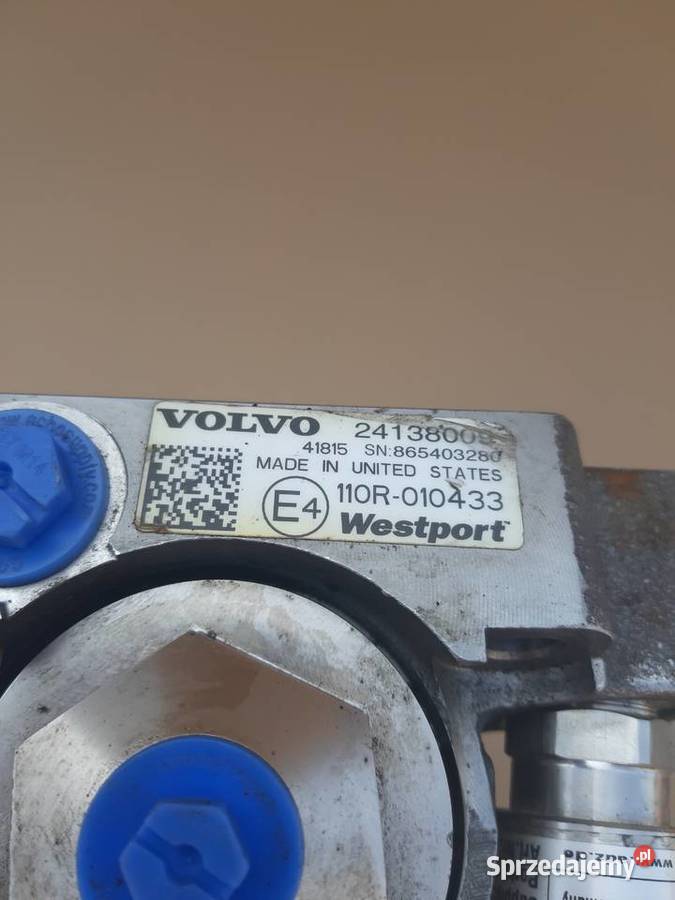 VOLVO 24138009
41815 SN:865403280
MADE IN UNITED STATES
E4 110R-010433
Westport
Sprzedajemy.pl